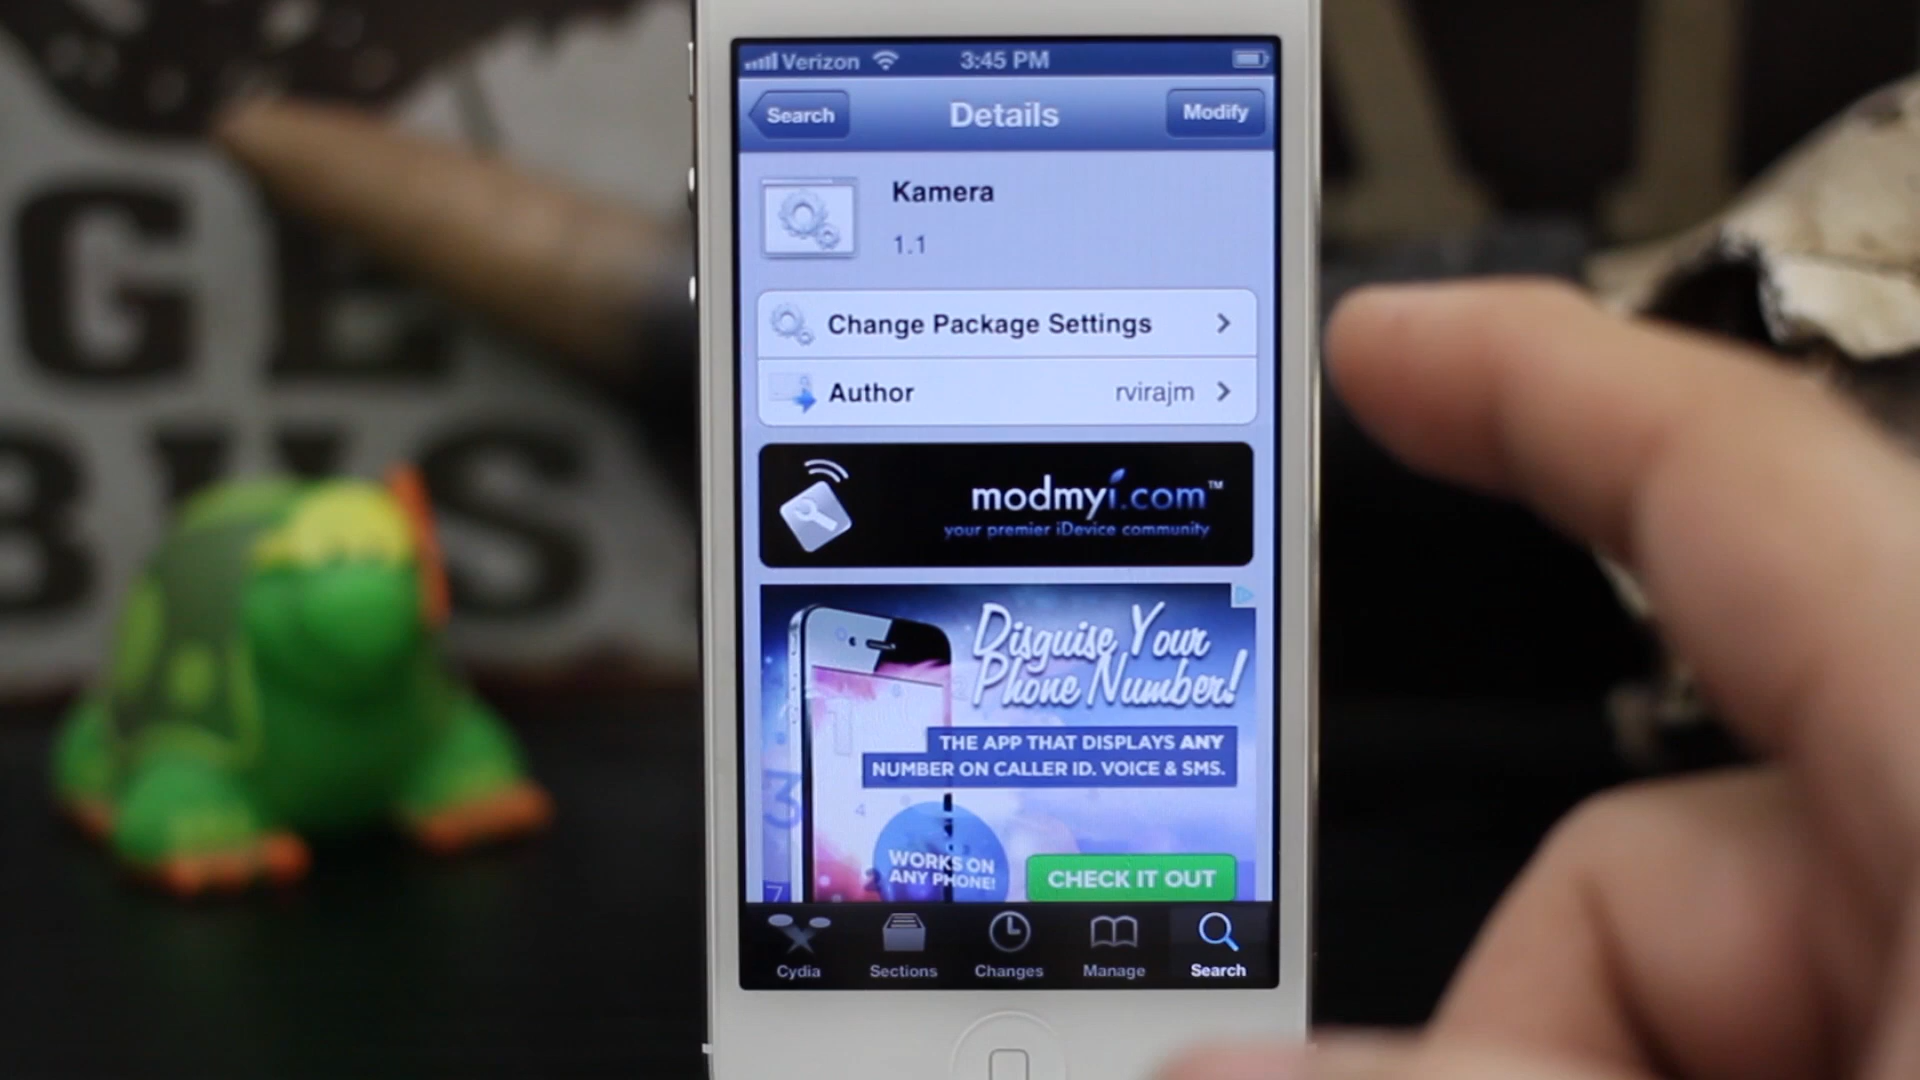 Verizon 3:45 PM
Search Details Modify
Kamera
1.1
Change Package Settings
Author rvirajm
modmyi.com™
your premier iDevice community
Disguise Your
Phone Number!
THE APP THAT DISPLAYS ANY
NUMBER ON CALLER ID. VOICE & SMS.
WORKS ON
ANY PHONE!
CHECK IT OUT
Cydia Sections Changes Manage Search